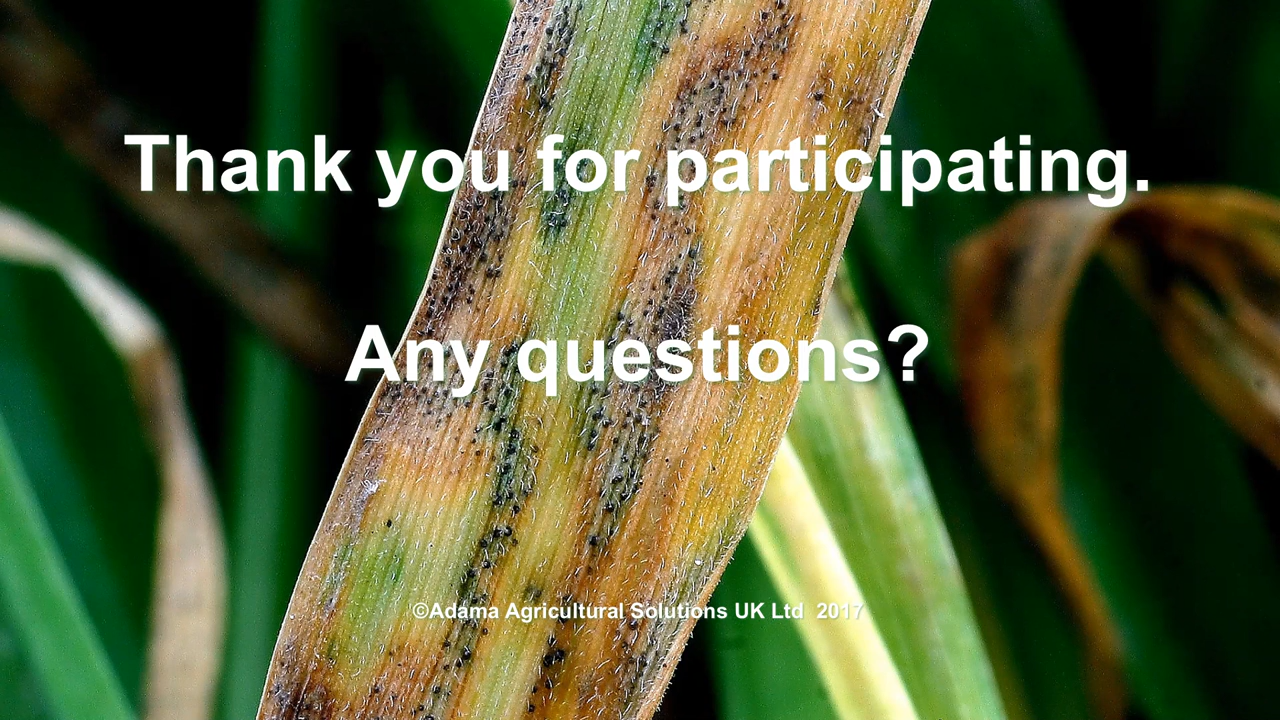 Thank you for participating.
Any questions?
©Adama Agricultural Solutions UK Ltd  2017